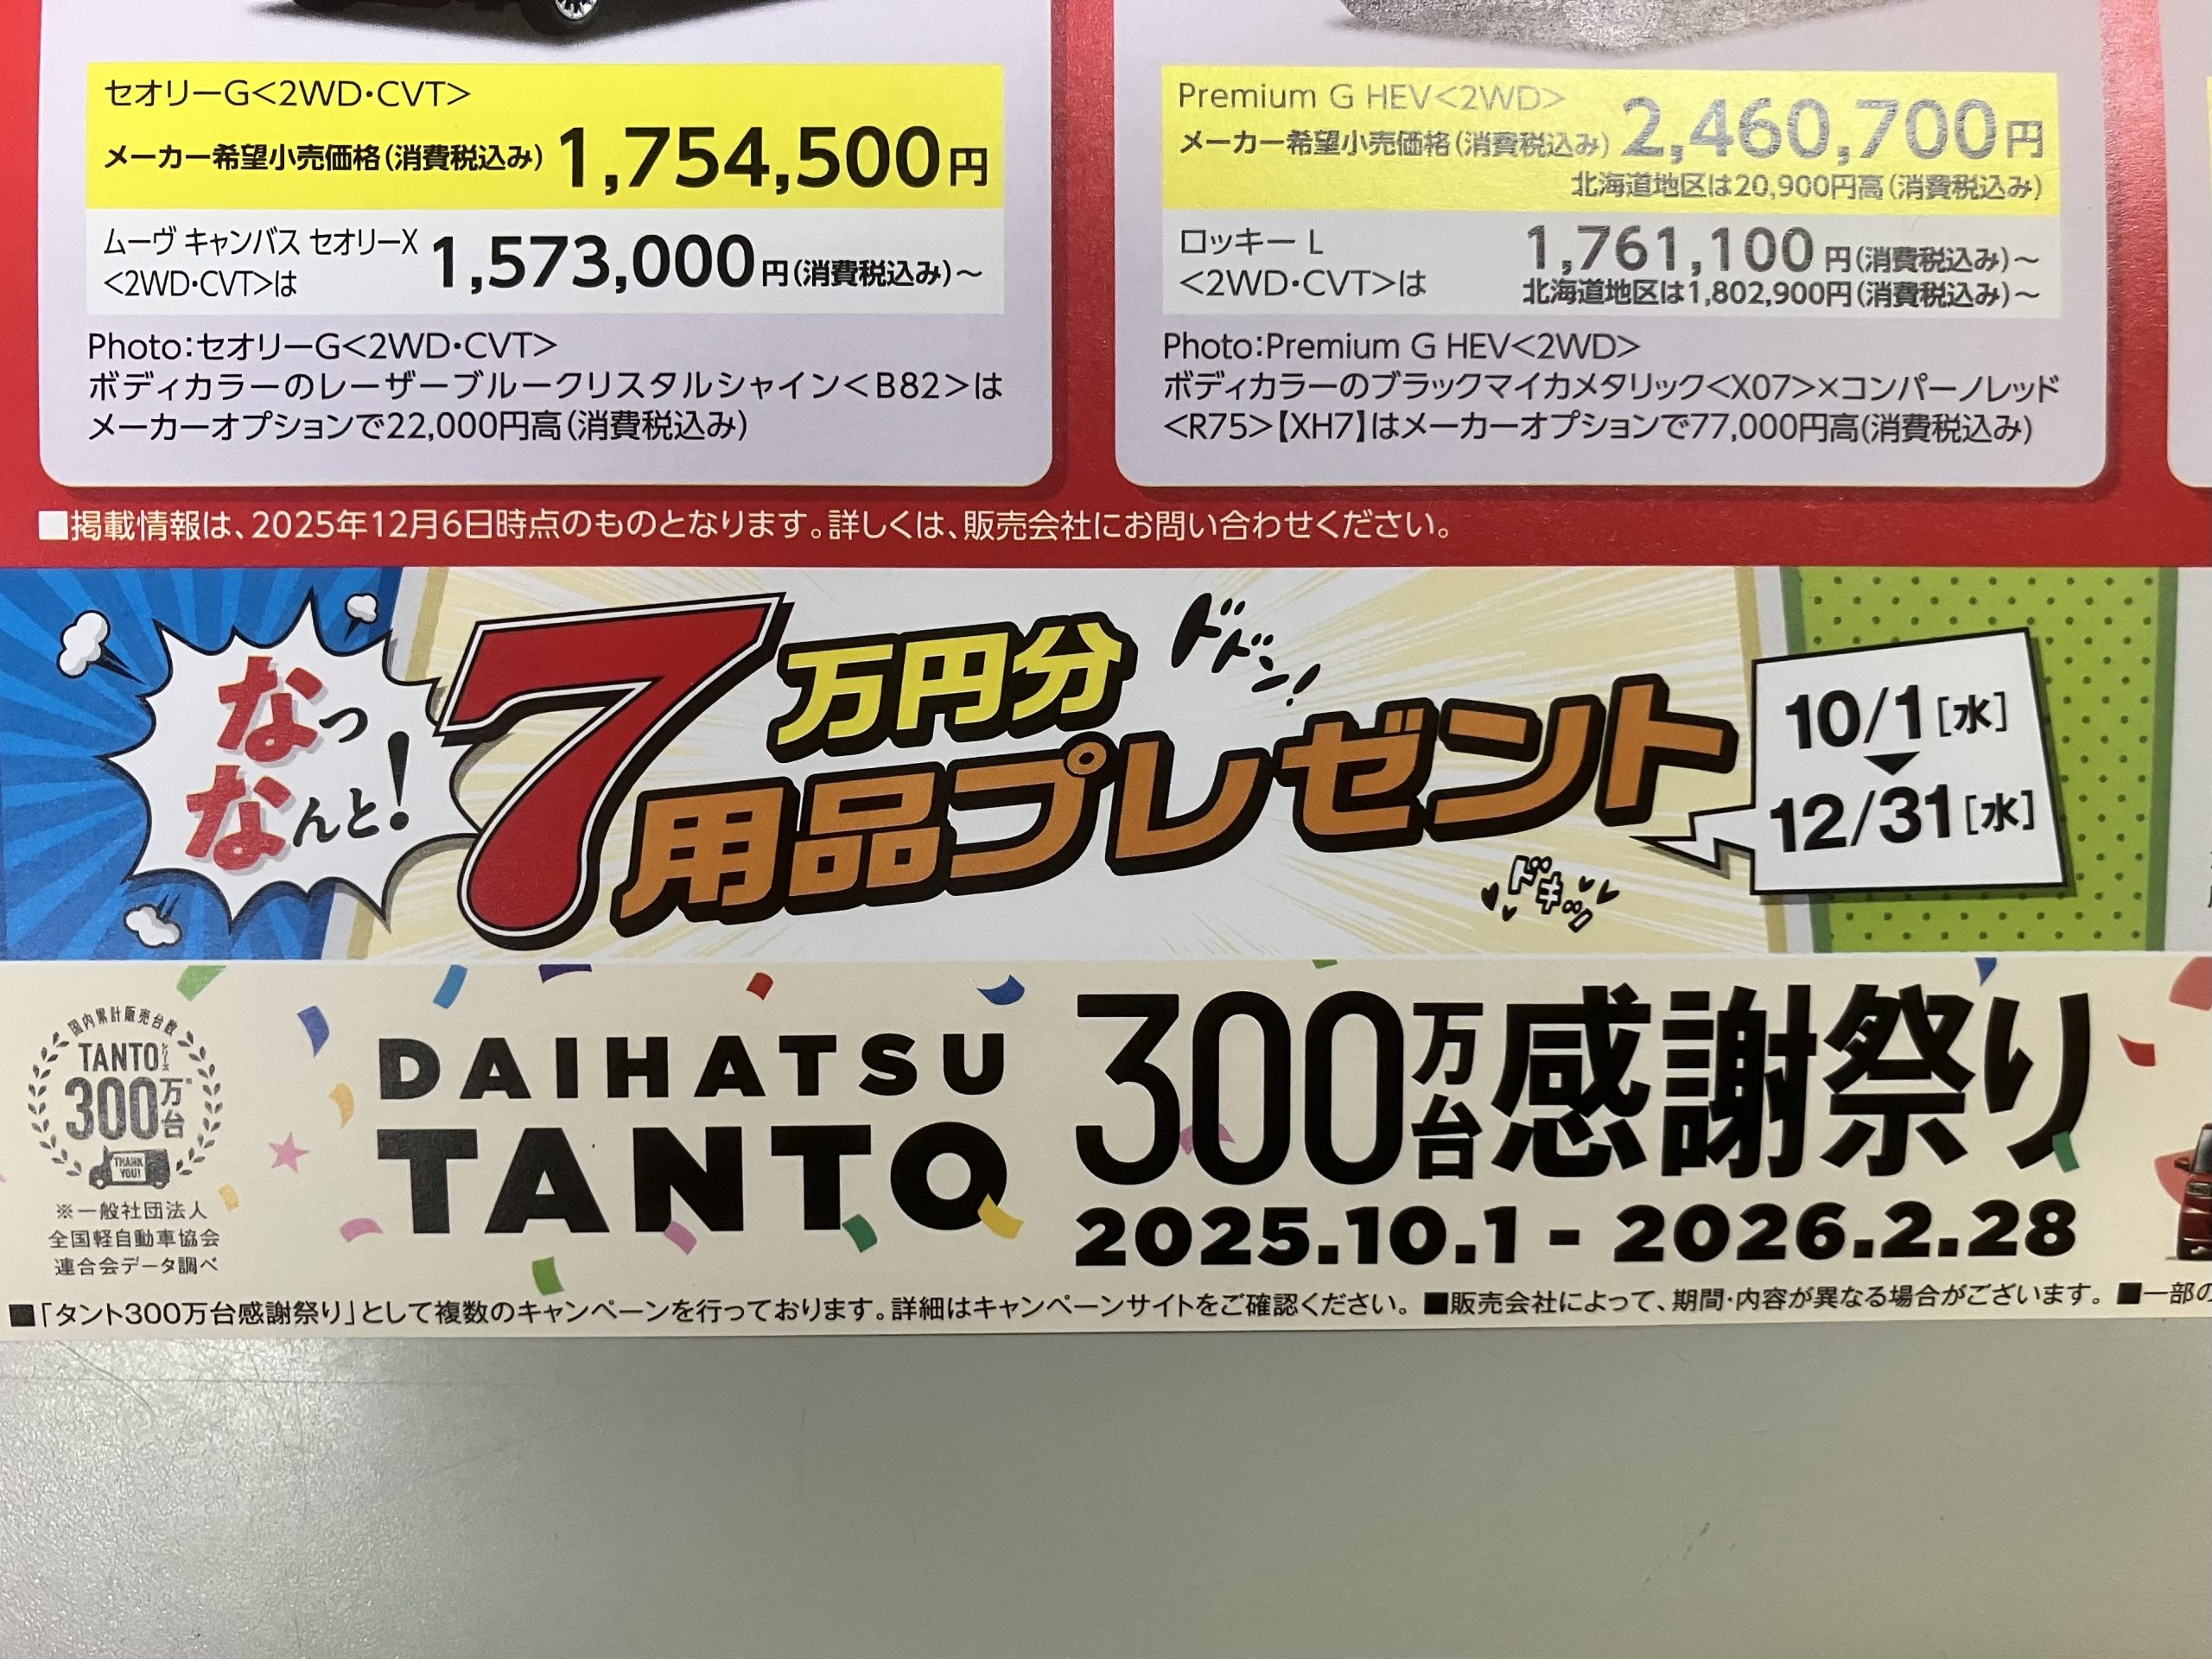 セオリーG<2WD・CVT>
メーカー希望小売価格(消費税込み) 1,754,500円
ムーヴ キャンバス セオリーX
<2WD・CVT>は
1,573,000円(消費税込み)～
Photo:セオリーG<2WD・CVT>
ボディカラーのレーザーブルークリスタルシャイン<B82>は
メーカーオプションで22,000円高(消費税込み)
Premium G HEV<2WD>
メーカー希望小売価格(消費税込み) 2,460,700円
北海道地区は20,900円高(消費税込み)
ロッキー L
<2WD・CVT>は
1,761,100円(消費税込み)～
北海道地区は1,802,900円(消費税込み)～
Photo:Premium G HEV<2WD>
ボディカラーのブラックマイカメタリック<X07>×コンパーノレッド
<R75>【XH7】はメーカーオプションで77,000円高(消費税込み)
■掲載情報は、2025年12月6日時点のものとなります。詳しくは、販売会社にお問い合わせください。
なっ
なんと!
7万円分
ドドーン!
用品プレゼント
ドキッ
10/1[水]
12/31[水]
国内累計販売台数
TANTOシリーズ
300万台※
THANK
YOU!
※一般社団法人
全国軽自動車協会
連合会データ調べ
DAIHATSU
TANTO
300万台感謝祭り
2025.10.1 - 2026.2.28
■「タント300万台感謝祭り」として複数のキャンペーンを行っております。詳細はキャンペーンサイトをご確認ください。 ■販売会社によって、期間・内容が異なる場合がございます。 ■一部の